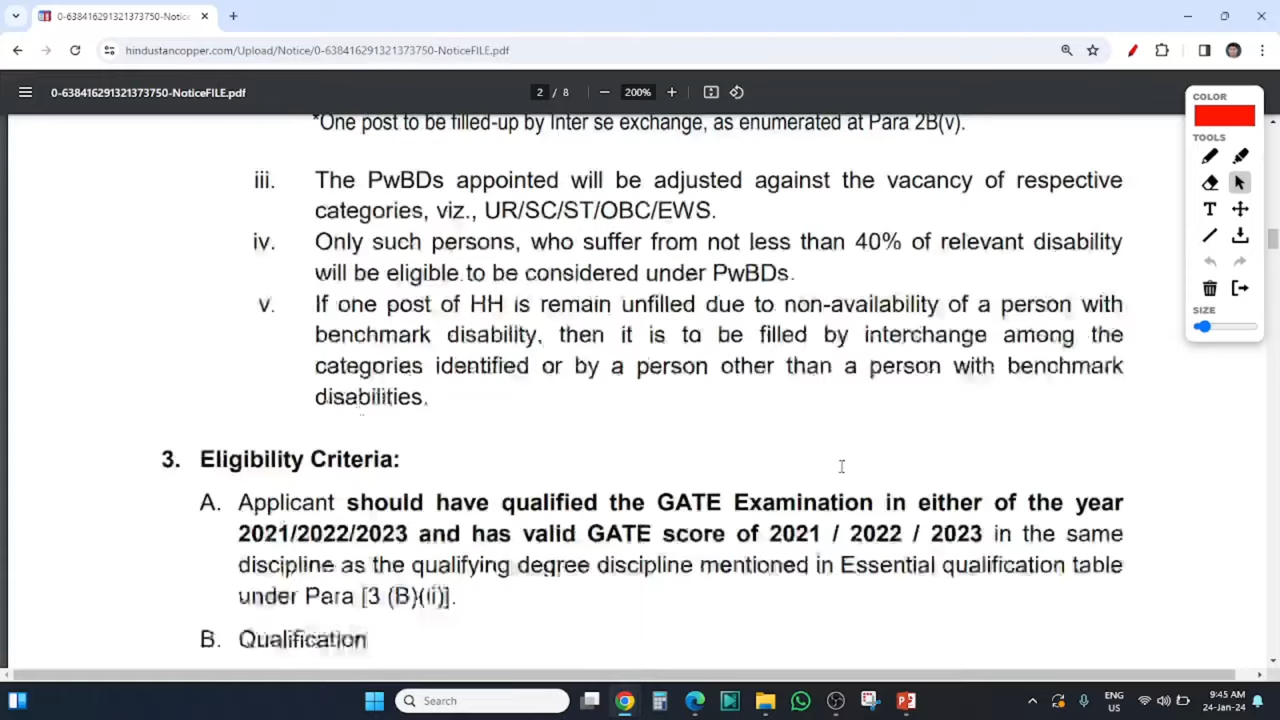 0-638416291321373750-Notice
hindustancopper.com/Upload/Notice/0-638416291321373750-NoticeFILE.pdf
0-638416291321373750-NoticeFILE.pdf
2 / 8
200%
COLOR
TOOLS
T
SIZE
*One post to be filled-up by Inter se exchange, as enumerated at Para 2B(v).
iii. The PwBDs appointed will be adjusted against the vacancy of respective
categories, viz., UR/SC/ST/OBC/EWS.
iv. Only such persons, who suffer from not less than 40% of relevant disability
will be eligible to be considered under PwBDs.
v. If one post of HH is remain unfilled due to non-availability of a person with
benchmark disability, then it is to be filled by interchange among the
categories identified or by a person other than a person with benchmark
disabilities.
3. Eligibility Criteria:
A. Applicant should have qualified the GATE Examination in either of the year
2021/2022/2023 and has valid GATE score of 2021 / 2022 / 2023 in the same
discipline as the qualifying degree discipline mentioned in Essential qualification table
under Para [3 (B)(i)].
B. Qualification
Search
ENG
US
9:45 AM
24-Jan-24